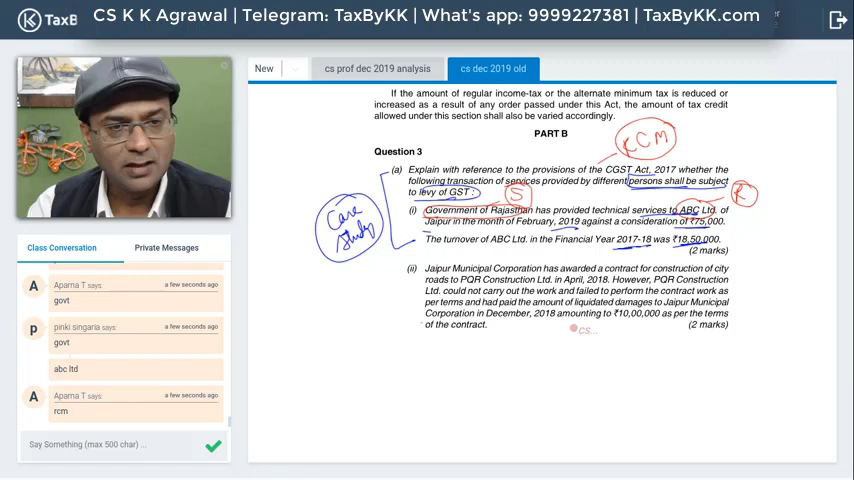 CS K K Agrawal | Telegram: TaxByKK | What's app: 9999227381 | TaxByKK.com
TaxB
New
cs prof dec 2019 analysis
cs dec 2019 old
If the amount of regular income-tax or the alternate minimum tax is reduced or
increased as a result of any order passed under this Act, the amount of tax credit
allowed under this section shall also be varied accordingly.
PART B
Question 3
RCM
(a) Explain with reference to the provisions of the CGST Act, 2017 whether the
following transaction of services provided by different persons shall be subject
to levy of GST :
S
R
(i) Government of Rajasthan has provided technical services to ABC Ltd. of
Jaipur in the month of February, 2019 against a consideration of ₹75,000.
The turnover of ABC Ltd. in the Financial Year 2017-18 was ₹18,50,000.
(2 marks)
Case
Study
(ii) Jaipur Municipal Corporation has awarded a contract for construction of city
roads to PQR Construction Ltd. in April, 2018. However, PQR Construction
Ltd. could not carry out the work and failed to perform the contract work as
per terms and had paid the amount of liquidated damages to Jaipur Municipal
Corporation in December, 2018 amounting to ₹10,00,000 as per the terms
of the contract. (2 marks)
cs...
Class Conversation
Private Messages
A
Aparna T says: a few seconds ago
govt
p
pinki singaria says: a few seconds ago
govt
abc ltd
A
Aparna T says: a few seconds ago
rcm
Say Something (max 500 char) ...